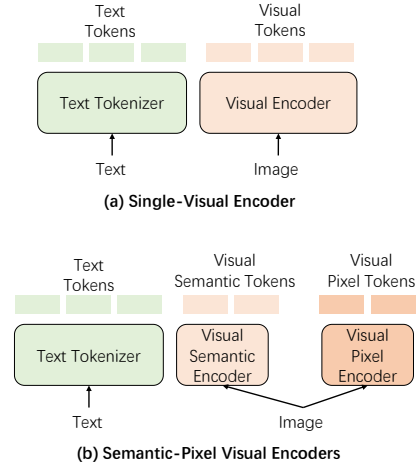 Text
Tokens
Visual
Tokens
Text Tokenizer
Visual Encoder
Text
Image
(a) Single-Visual Encoder
Text
Tokens
Visual
Semantic Tokens
Visual
Pixel Tokens
Text Tokenizer
Visual
Semantic
Encoder
Visual
Pixel
Encoder
Text
Image
(b) Semantic-Pixel Visual Encoders